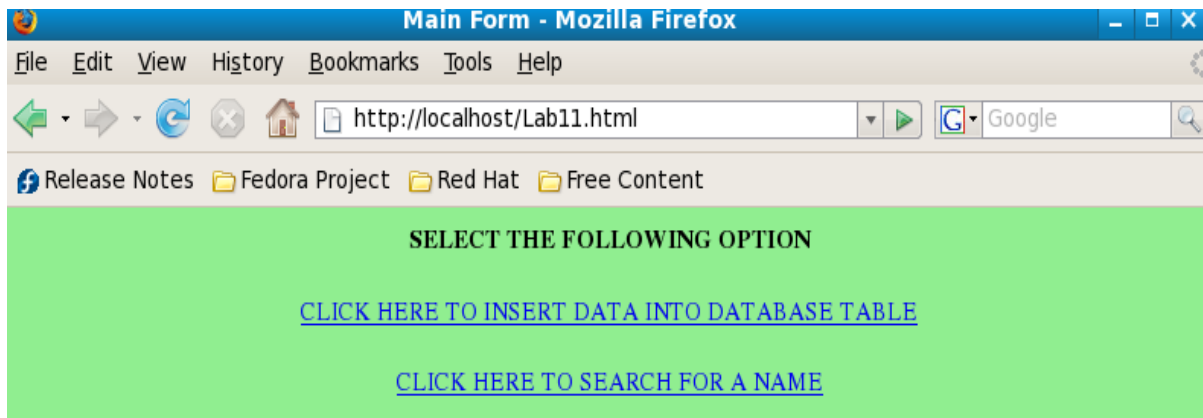 Main Form - Mozilla Firefox
File Edit View History Bookmarks Tools Help
http://localhost/Lab11.html G Google
Release Notes Fedora Project Red Hat Free Content
SELECT THE FOLLOWING OPTION
CLICK HERE TO INSERT DATA INTO DATABASE TABLE
CLICK HERE TO SEARCH FOR A NAME